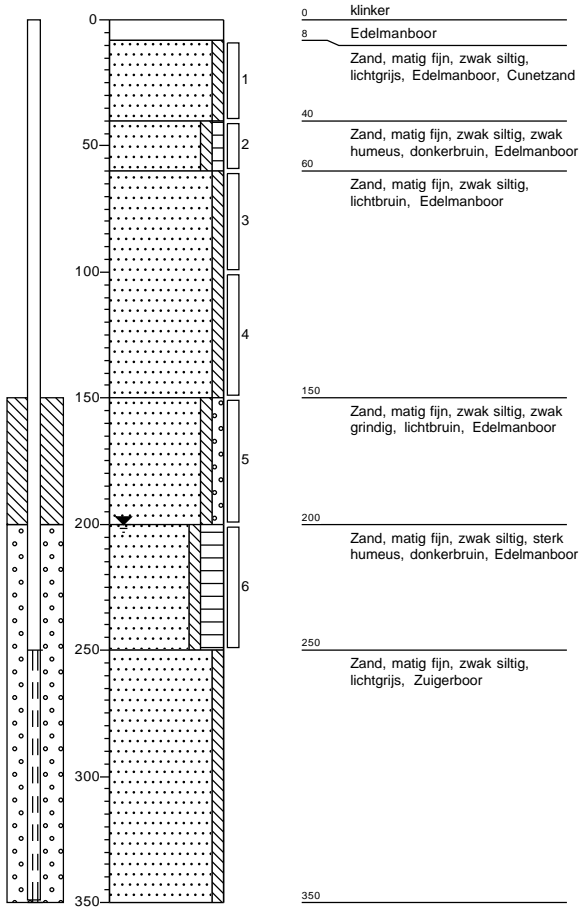 0
50
100
150
200
250
300
350
1
2
3
4
5
6
0 klinker
8 Edelmanboor
Zand, matig fijn, zwak siltig,
lichtgrijs, Edelmanboor, Cunetzand
40
Zand, matig fijn, zwak siltig, zwak
humeus, donkerbruin, Edelmanboor
60
Zand, matig fijn, zwak siltig,
lichtbruin, Edelmanboor
150
Zand, matig fijn, zwak siltig, zwak
grindig, lichtbruin, Edelmanboor
200
Zand, matig fijn, zwak siltig, sterk
humeus, donkerbruin, Edelmanboor
250
Zand, matig fijn, zwak siltig,
lichtgrijs, Zuigerboor
350